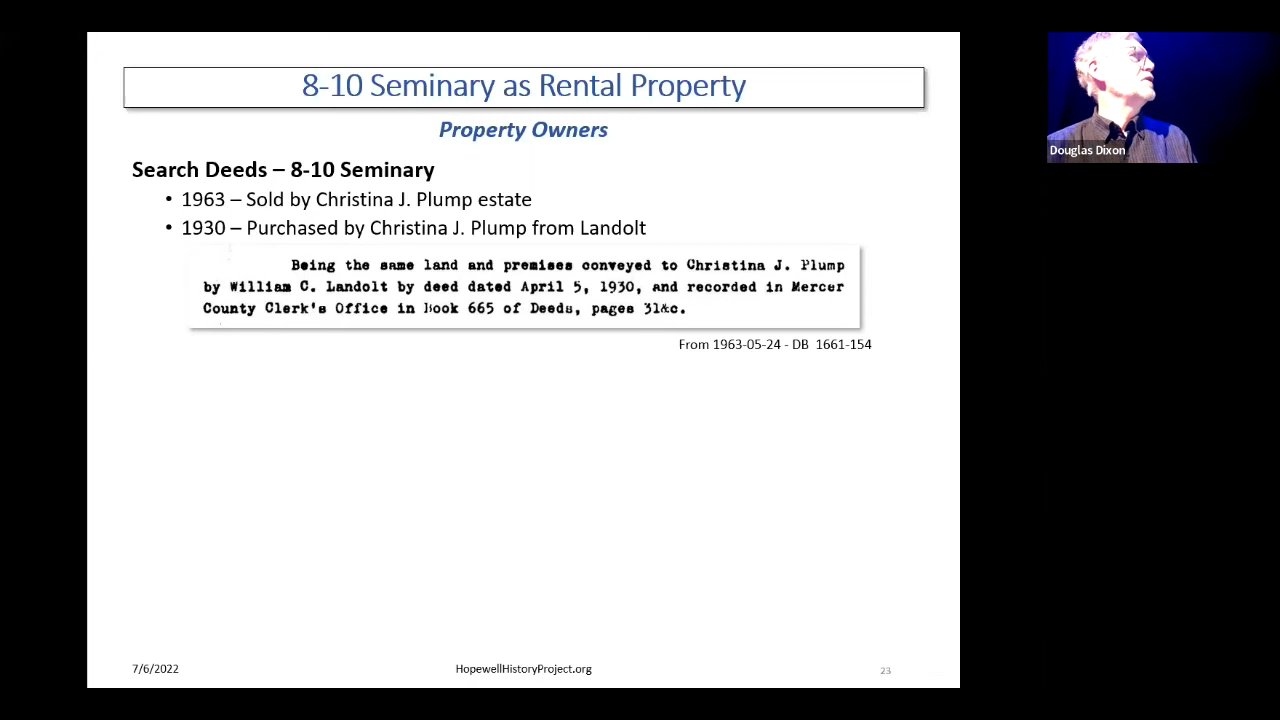 8-10 Seminary as Rental Property
Property Owners
Search Deeds – 8-10 Seminary
• 1963 – Sold by Christina J. Plump estate
• 1930 – Purchased by Christina J. Plump from Landolt
Being the same land and premises conveyed to Christina J. Plump
by William C. Landolt by deed dated April 5, 1930, and recorded in Mercer
County Clerk's Office in Book 665 of Deeds, pages 31&c.
From 1963-05-24 - DB 1661-154
7/6/2022
HopewellHistoryProject.org
23
Douglas Dixon